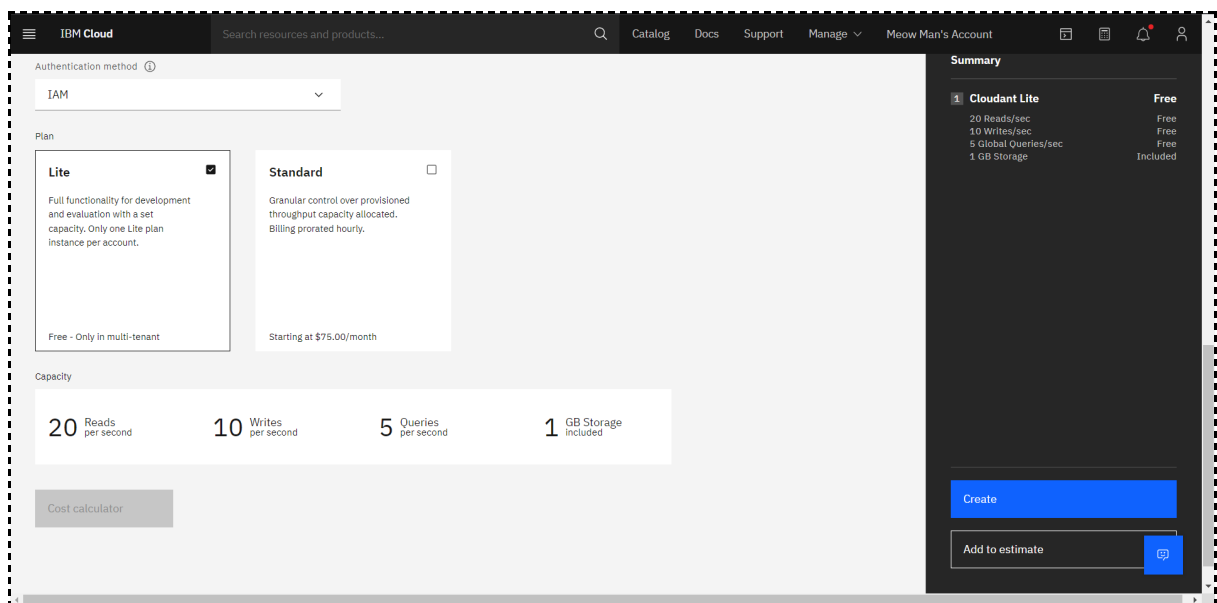 IBM Cloud
Search resources and products...
Catalog
Docs
Support
Manage
Meow Man's Account
Authentication method
IAM
Plan
Lite
Full functionality for development
and evaluation with a set
capacity. Only one Lite plan
instance per account.
Free - Only in multi-tenant
Standard
Granular control over provisioned
throughput capacity allocated.
Billing prorated hourly.
Starting at $75.00/month
Capacity
20 Reads
per second
10 Writes
per second
5 Queries
per second
1 GB Storage
included
Cost calculator
Summary
1 Cloudant Lite Free
20 Reads/sec Free
10 Writes/sec Free
5 Global Queries/sec Free
1 GB Storage Included
Create
Add to estimate